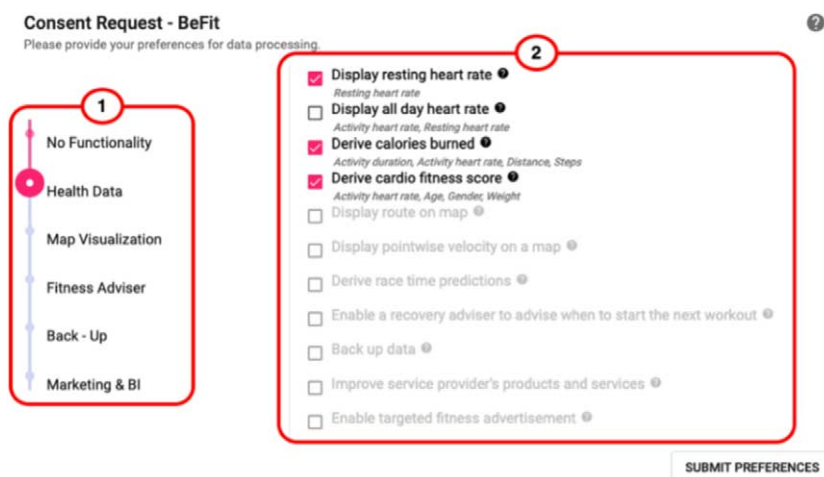 Consent Request - BeFit
Please provide your preferences for data processing.
1
No Functionality
Health Data
Map Visualization
Fitness Adviser
Back - Up
Marketing & BI
2
Display resting heart rate ?
Resting heart rate
Display all day heart rate ?
Activity heart rate, Resting heart rate
Derive calories burned ?
Activity duration, Activity heart rate, Distance, Steps
Derive cardio fitness score ?
Activity heart rate, Age, Gender, Weight
Display route on map ?
Display pointwise velocity on a map ?
Derive race time predictions ?
Enable a recovery adviser to advise when to start the next workout ?
Back up data ?
Improve service provider's products and services ?
Enable targeted fitness advertisement ?
SUBMIT PREFERENCES